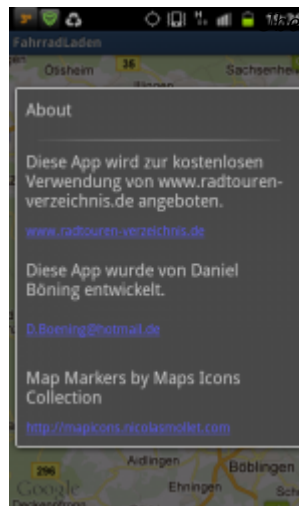 FahrradLaden
Ossheim
Sachsenhei
About
Diese App wird zur kostenlosen
Verwendung von www.radtouren-
verzeichnis.de angeboten.
www.radtouren-verzeichnis.de
Diese App wurde von Daniel
Böning entwickelt.
D.Boening@hotmail.de
Map Markers by Maps Icons
Collection
http://mapicons.nicolasmollet.com
296
Aidlingen
Böblingen
Google
Ehningen